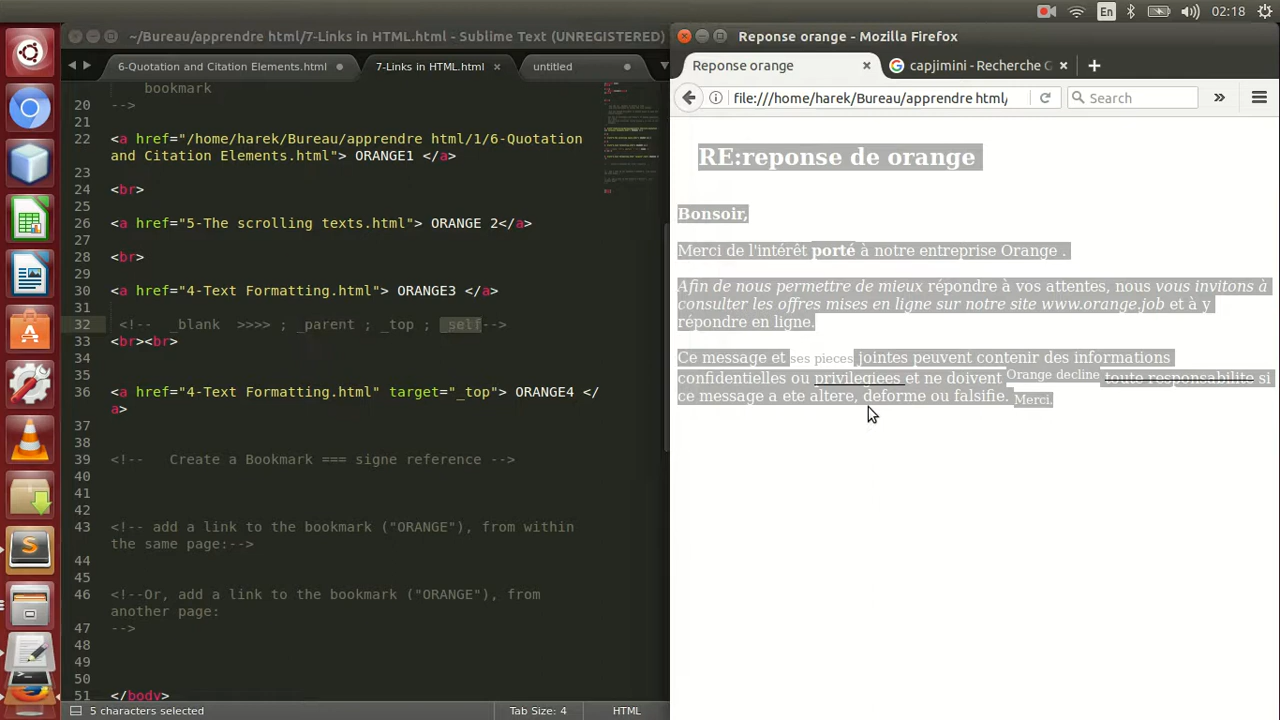 En
02:18
~/Bureau/apprendre html/7-Links in HTML.html - Sublime Text (UNREGISTERED)
6-Quotation and Citation Elements.html
7-Links in HTML.html
untitled
bookmark
20 -->
21
22 <a href="/home/harek/Bureau/apprendre html/1/6-Quotation
and Citation Elements.html"> ORANGE1 </a>
23
24 <br>
25
26 <a href="5-The scrolling texts.html"> ORANGE 2</a>
27
28 <br>
29
30 <a href="4-Text Formatting.html"> ORANGE3 </a>
31
32 <!-- _blank >>>> ; _parent ; _top ; _self-->
33 <br><br>
34
35
36 <a href="4-Text Formatting.html" target="_top"> ORANGE4 </
a>
37
38
39 <!-- Create a Bookmark === signe reference -->
40
41
42
43 <!-- add a link to the bookmark ("ORANGE"), from within
the same page:-->
44
45
46 <!--Or, add a link to the bookmark ("ORANGE"), from
another page:
47 -->
48
49
50
51 </body>
5 characters selected
Tab Size: 4
HTML
Reponse orange - Mozilla Firefox
Reponse orange
capjimini - Recherche G
file:///home/harek/Bureau/apprendre html/
Search
RE:reponse de orange
Bonsoir,
Merci de l'intérêt porté à notre entreprise Orange .
Afin de nous permettre de mieux répondre à vos attentes, nous vous invitons à
consulter les offres mises en ligne sur notre site www.orange.job et à y
répondre en ligne.
Ce message et ses pieces jointes peuvent contenir des informations
confidentielles ou privilegiees et ne doivent Orange decline toute responsabilite si
ce message a ete altere, deforme ou falsifie. Merci.